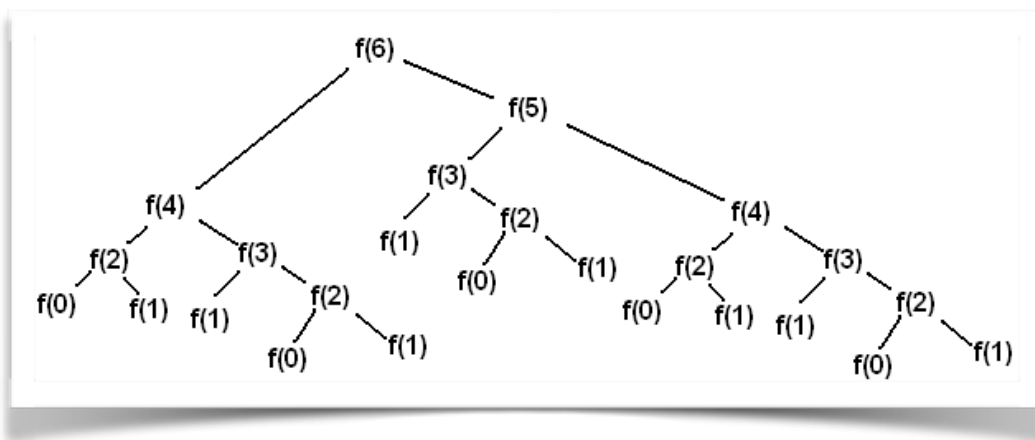 f(6)
f(5)
f(3)
f(4) f(4)
f(2)
f(1)
f(2) f(3) f(2) f(3)
f(0) f(1)
f(0) f(1) f(1) f(2) f(0) f(1) f(1) f(2)
f(0) f(1) f(0) f(1)